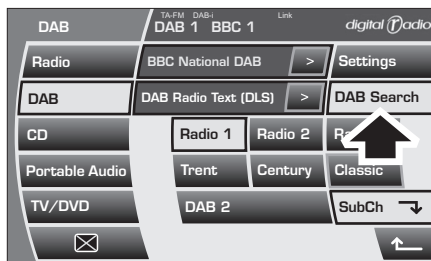 DAB
TA-FM DAB-i Link
DAB 1 BBC 1
digital radio
Radio
BBC National DAB >
Settings
DAB
DAB Radio Text (DLS) >
DAB Search
CD
Radio 1
Radio 2
Portable Audio
Trent
Century
Classic
TV/DVD
DAB 2
SubCh